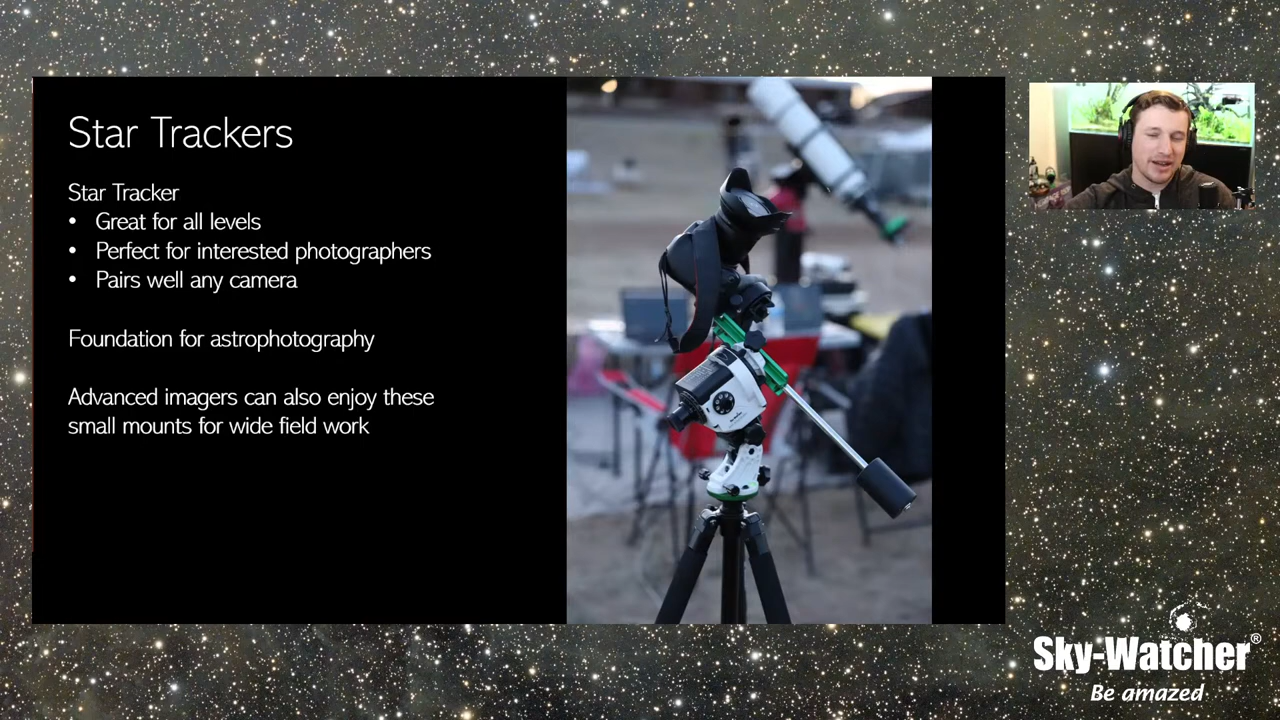 Star Trackers
Star Tracker
• Great for all levels
• Perfect for interested photographers
• Pairs well any camera
Foundation for astrophotography
Advanced imagers can also enjoy these
small mounts for wide field work
Sky-Watcher®
Be amazed